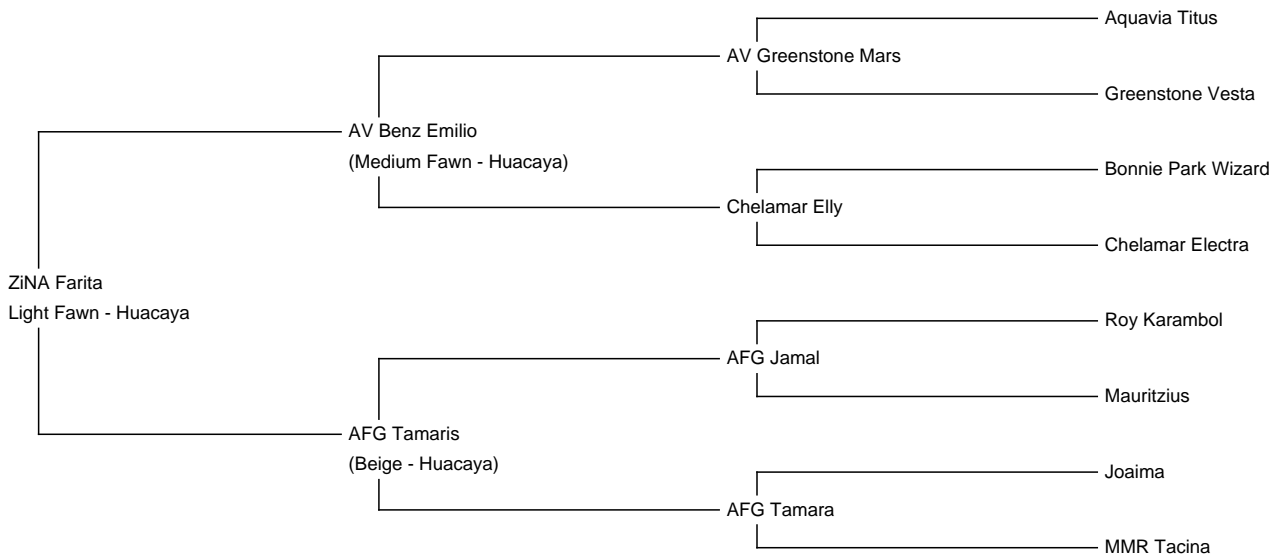 Aquavia Titus
AV Greenstone Mars
Greenstone Vesta
AV Benz Emilio
(Medium Fawn - Huacaya)
Bonnie Park Wizard
Chelamar Elly
Chelamar Electra
ZiNA Farita
Light Fawn - Huacaya
Roy Karambol
AFG Jamal
Mauritzius
AFG Tamaris
(Beige - Huacaya)
Joaima
AFG Tamara
MMR Tacina